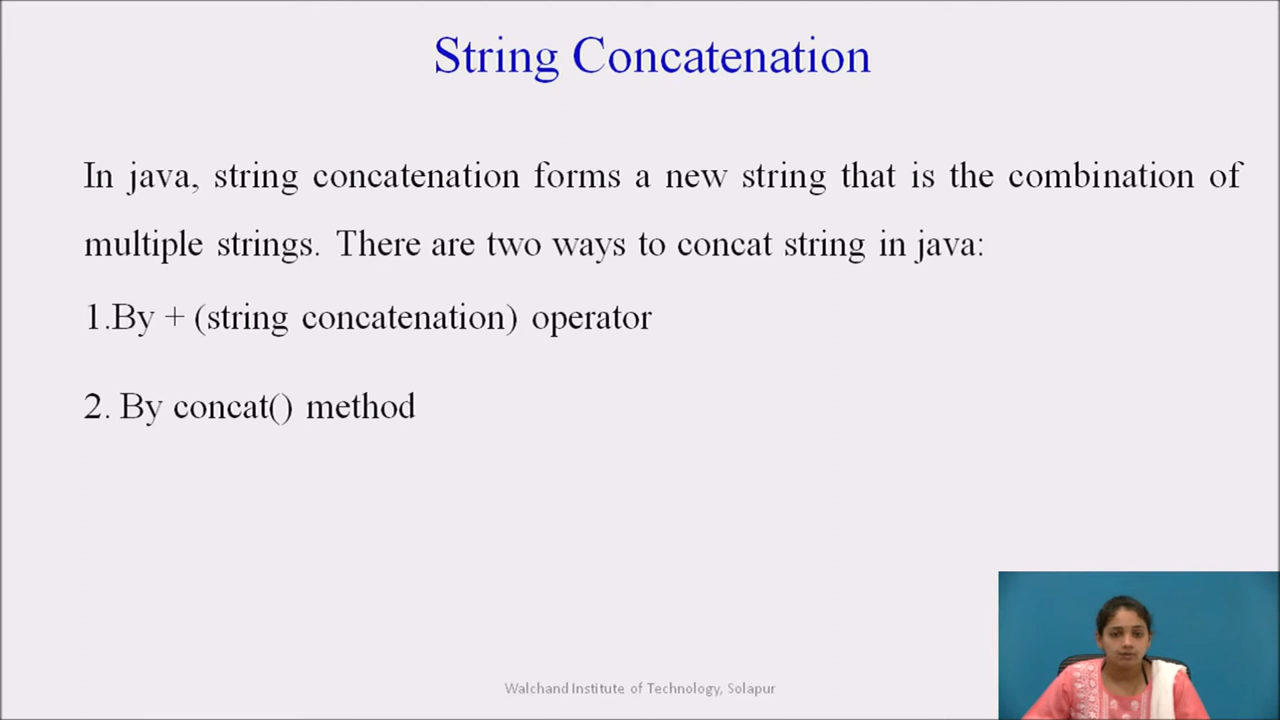 String Concatenation
In java, string concatenation forms a new string that is the combination of
multiple strings. There are two ways to concat string in java:
1.By + (string concatenation) operator
2. By concat() method
Walchand Institute of Technology, Solapur